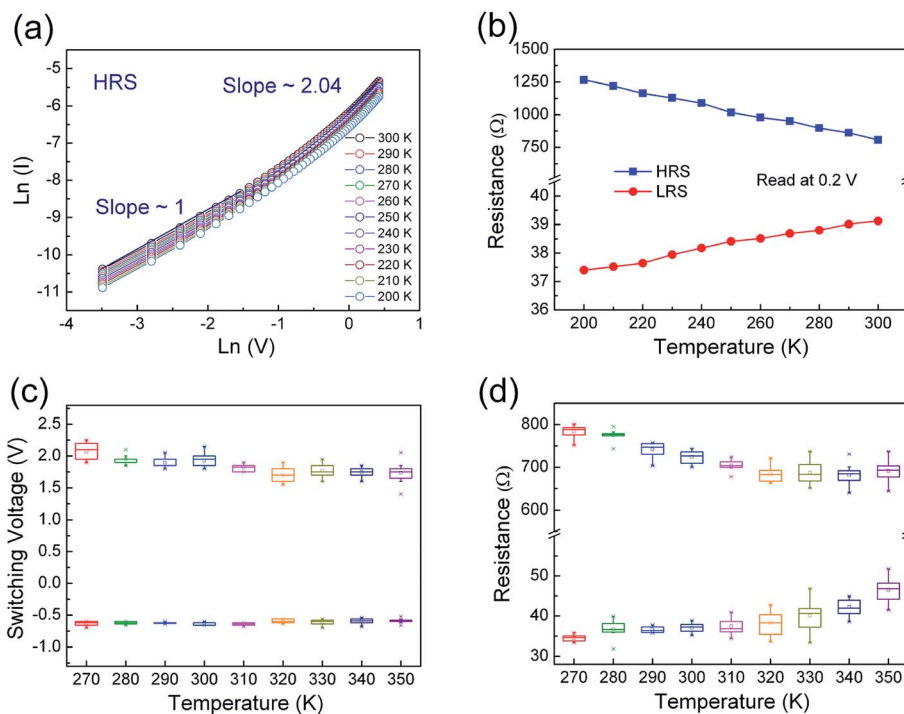 (a)
HRS
Slope ~ 2.04
Slope ~ 1
300 K
290 K
280 K
270 K
260 K
250 K
240 K
230 K
220 K
210 K
200 K
Ln (I)
-5
-6
-7
-8
-9
-10
-11
-4 -3 -2 -1 0 1
Ln (V)
(b)
Resistance (Ω)
1500
1250
1000
750
40
39
38
37
36
HRS
LRS
Read at 0.2 V
200 220 240 260 280 300
Temperature (K)
(c)
Switching Voltage (V)
2.5
2.0
1.5
1.0
0.5
0.0
-0.5
-1.0
270 280 290 300 310 320 330 340 350
Temperature (K)
(d)
Resistance (Ω)
800
700
600
50
40
30
270 280 290 300 310 320 330 340 350
Temperature (K)